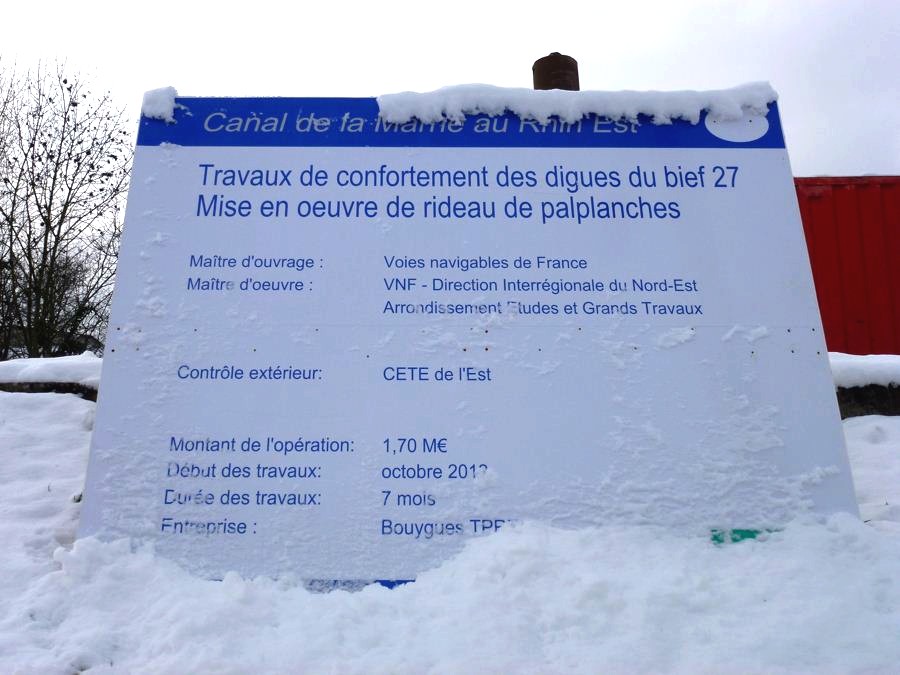 Canal de la Marne au Rhin Est
Travaux de confortement des digues du bief 27
Mise en oeuvre de rideau de palplanches
Maître d'ouvrage : Voies navigables de France
Maître d'oeuvre : VNF - Direction Interrégionale du Nord-Est
Arrondissement Etudes et Grands Travaux
Contrôle extérieur: CETE de l'Est
Montant de l'opération: 1,70 M€
Début des travaux: octobre
Durée des travaux: 7 mois
Entreprise : Bouygues